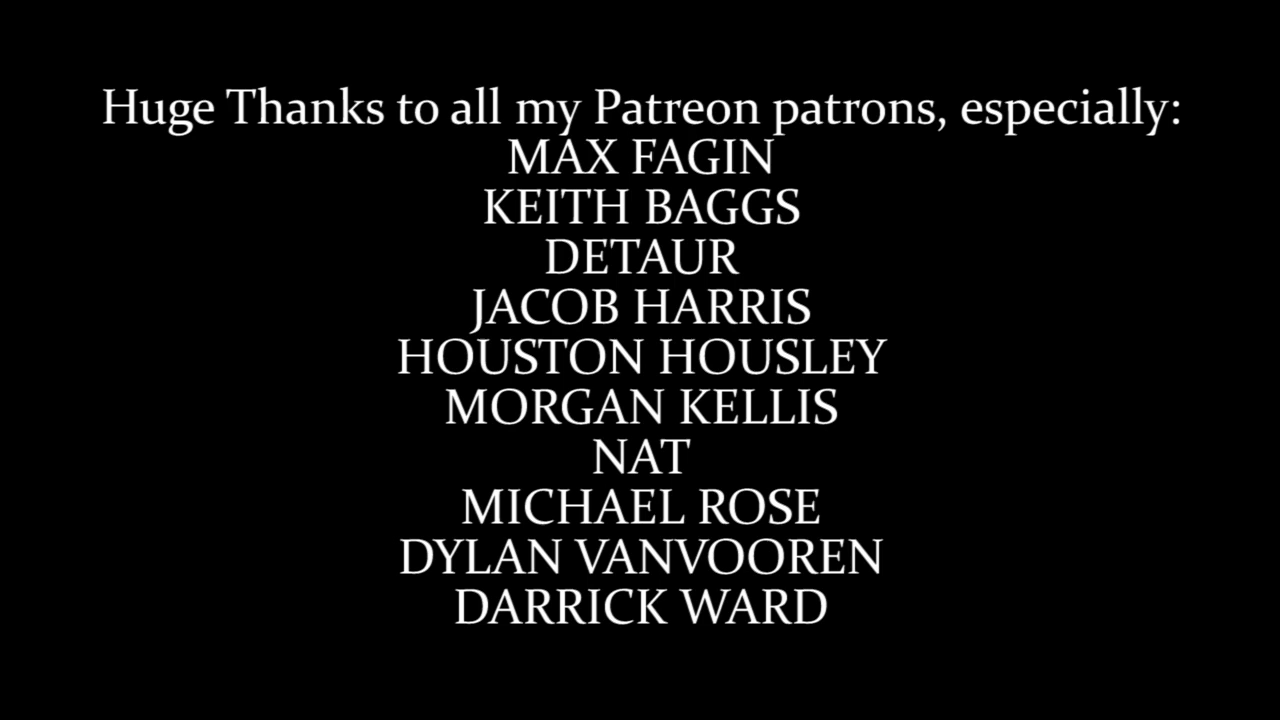 Huge Thanks to all my Patreon patrons, especially:
MAX FAGIN
KEITH BAGGS
DETAUR
JACOB HARRIS
HOUSTON HOUSLEY
MORGAN KELLIS
NAT
MICHAEL ROSE
DYLAN VANVOOREN
DARRICK WARD